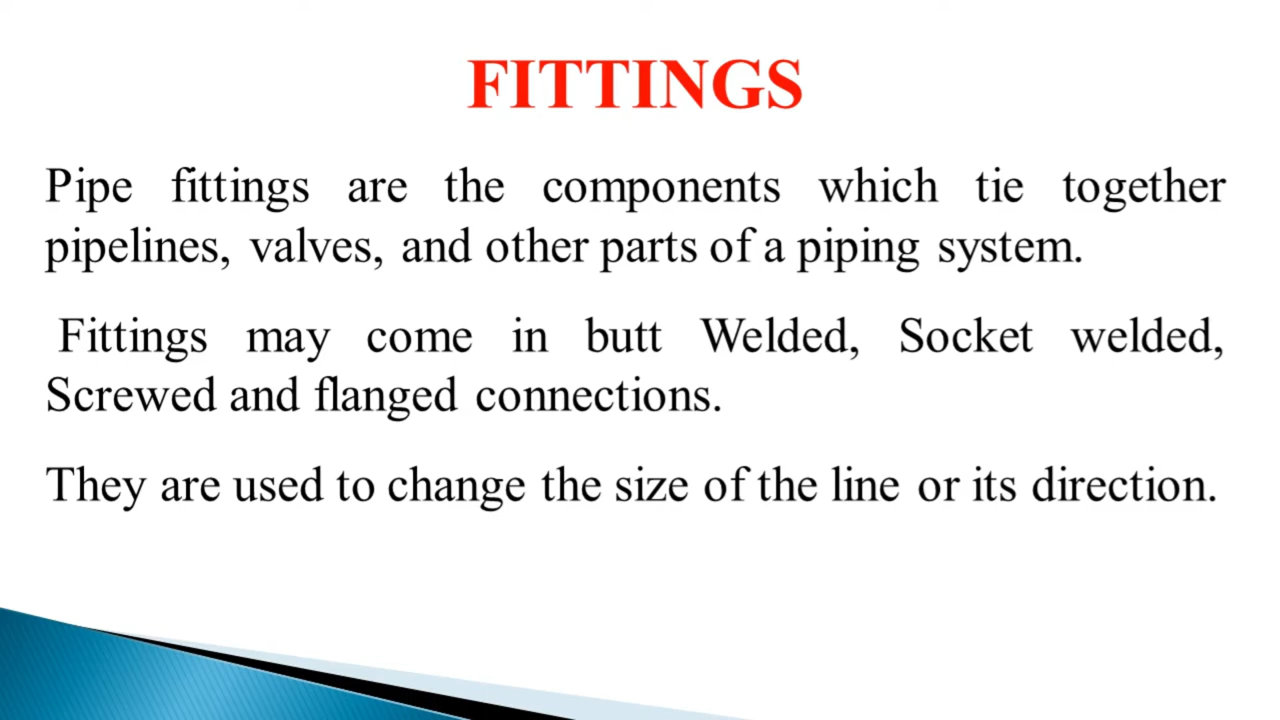 FITTINGS
Pipe fittings are the components which tie together
pipelines, valves, and other parts of a piping system.
Fittings may come in butt Welded, Socket welded,
Screwed and flanged connections.
They are used to change the size of the line or its direction.